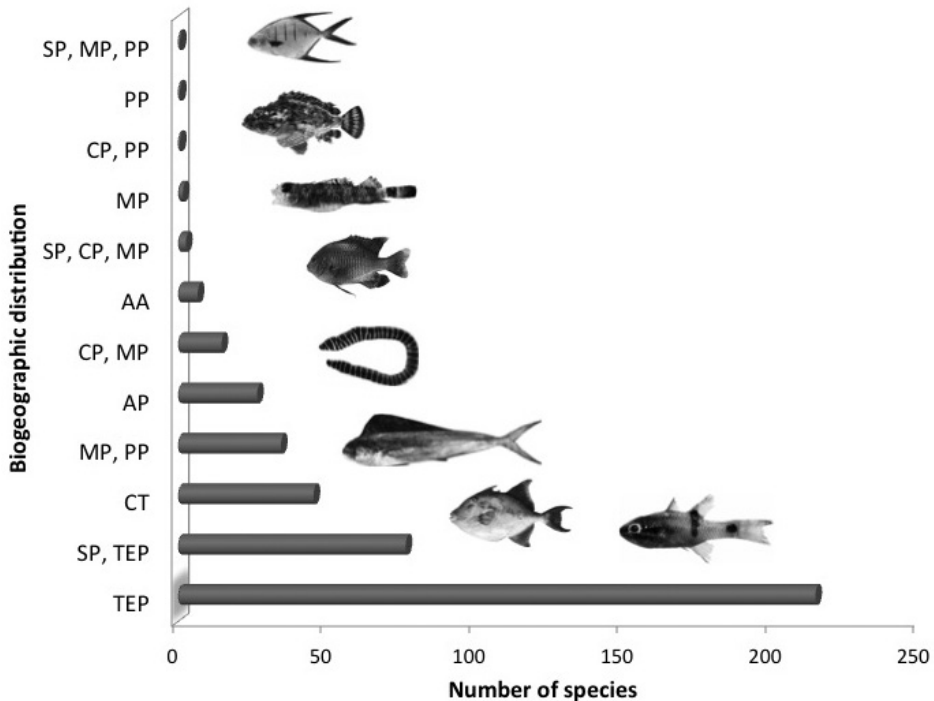 SP, MP, PP
PP
CP, PP
MP
SP, CP, MP
AA
CP, MP
AP
MP, PP
CT
SP, TEP
TEP
Biogeographic distribution
0 50 100 150 200 250
Number of species